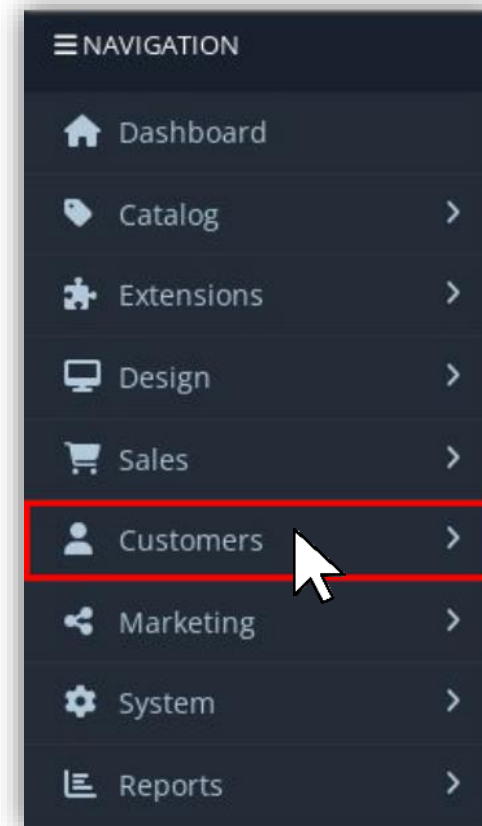 NAVIGATION
Dashboard
Catalog
Extensions
Design
Sales
Customers
Marketing
System
Reports